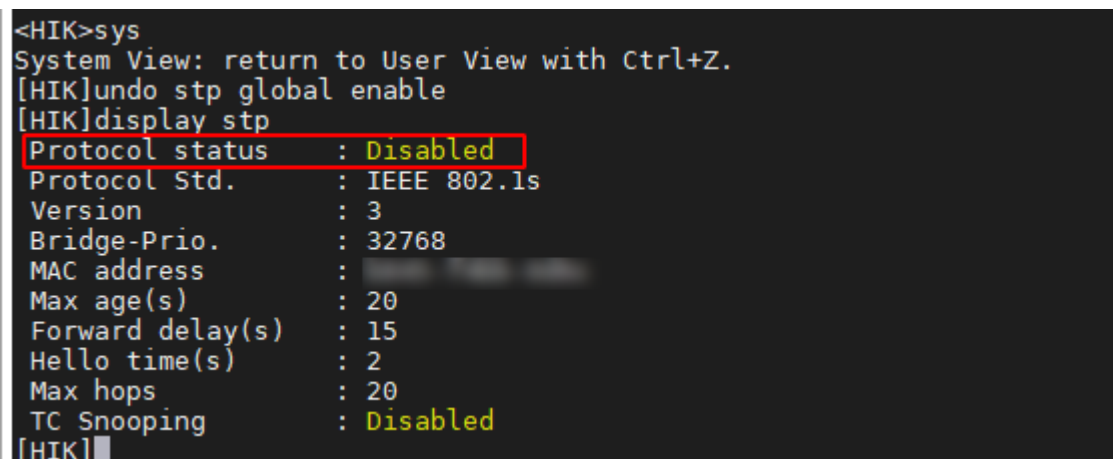 <HIK>sys
System View: return to User View with Ctrl+Z.
[HIK]undo stp global enable
[HIK]display stp
Protocol status : Disabled
Protocol Std. : IEEE 802.1s
Version : 3
Bridge-Prio. : 32768
MAC address :
Max age(s) : 20
Forward delay(s) : 15
Hello time(s) : 2
Max hops : 20
TC Snooping : Disabled
[HIK]